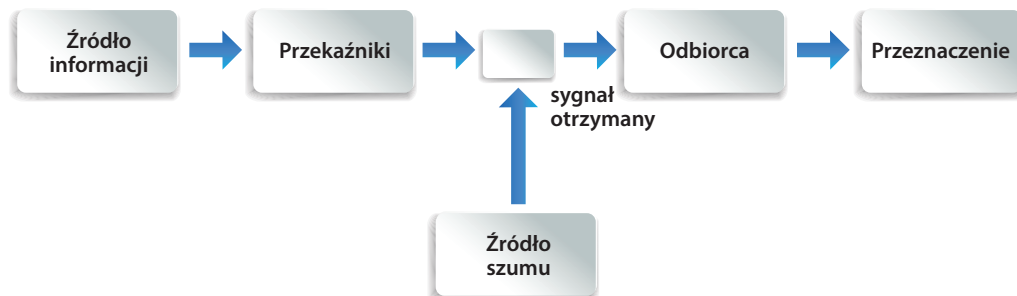 Źródło
informacji
Przekaźniki
Odbiorca
Przeznaczenie
sygnał
otrzymany
Źródło
szumu